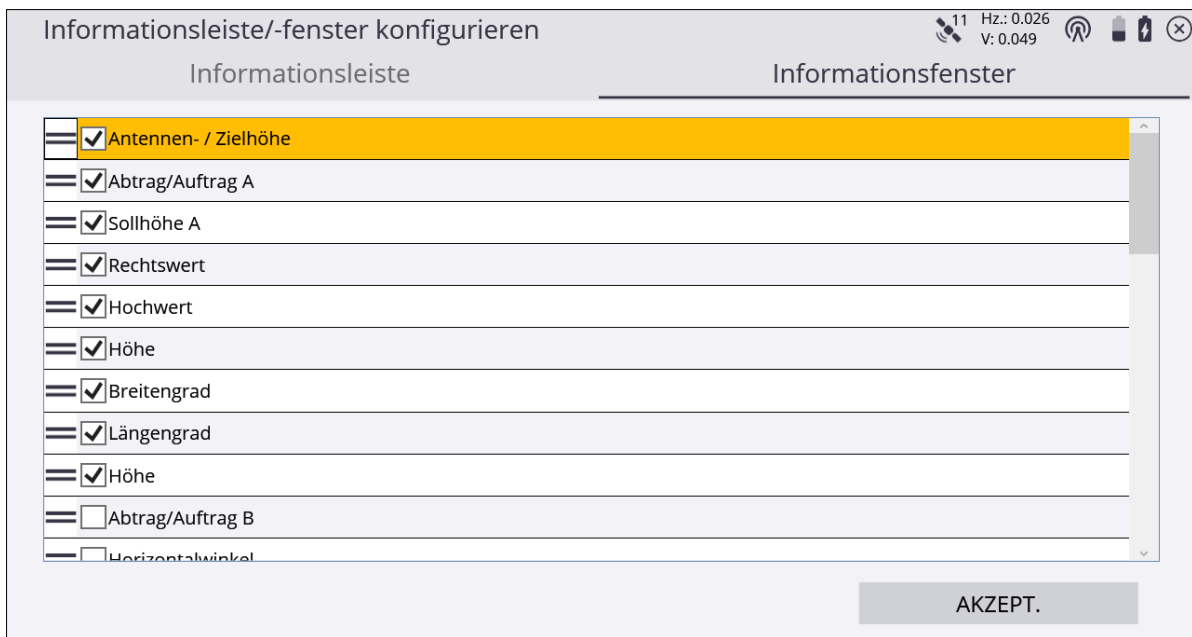 Informationsleiste/-fenster konfigurieren
11
Hz.: 0.026
V: 0.049
Informationsleiste
Informationsfenster
Antennen- / Zielhöhe
Abtrag/Auftrag A
Sollhöhe A
Rechtswert
Hochwert
Höhe
Breitengrad
Längengrad
Höhe
Abtrag/Auftrag B
Horizontalwinkel
AKZEPT.